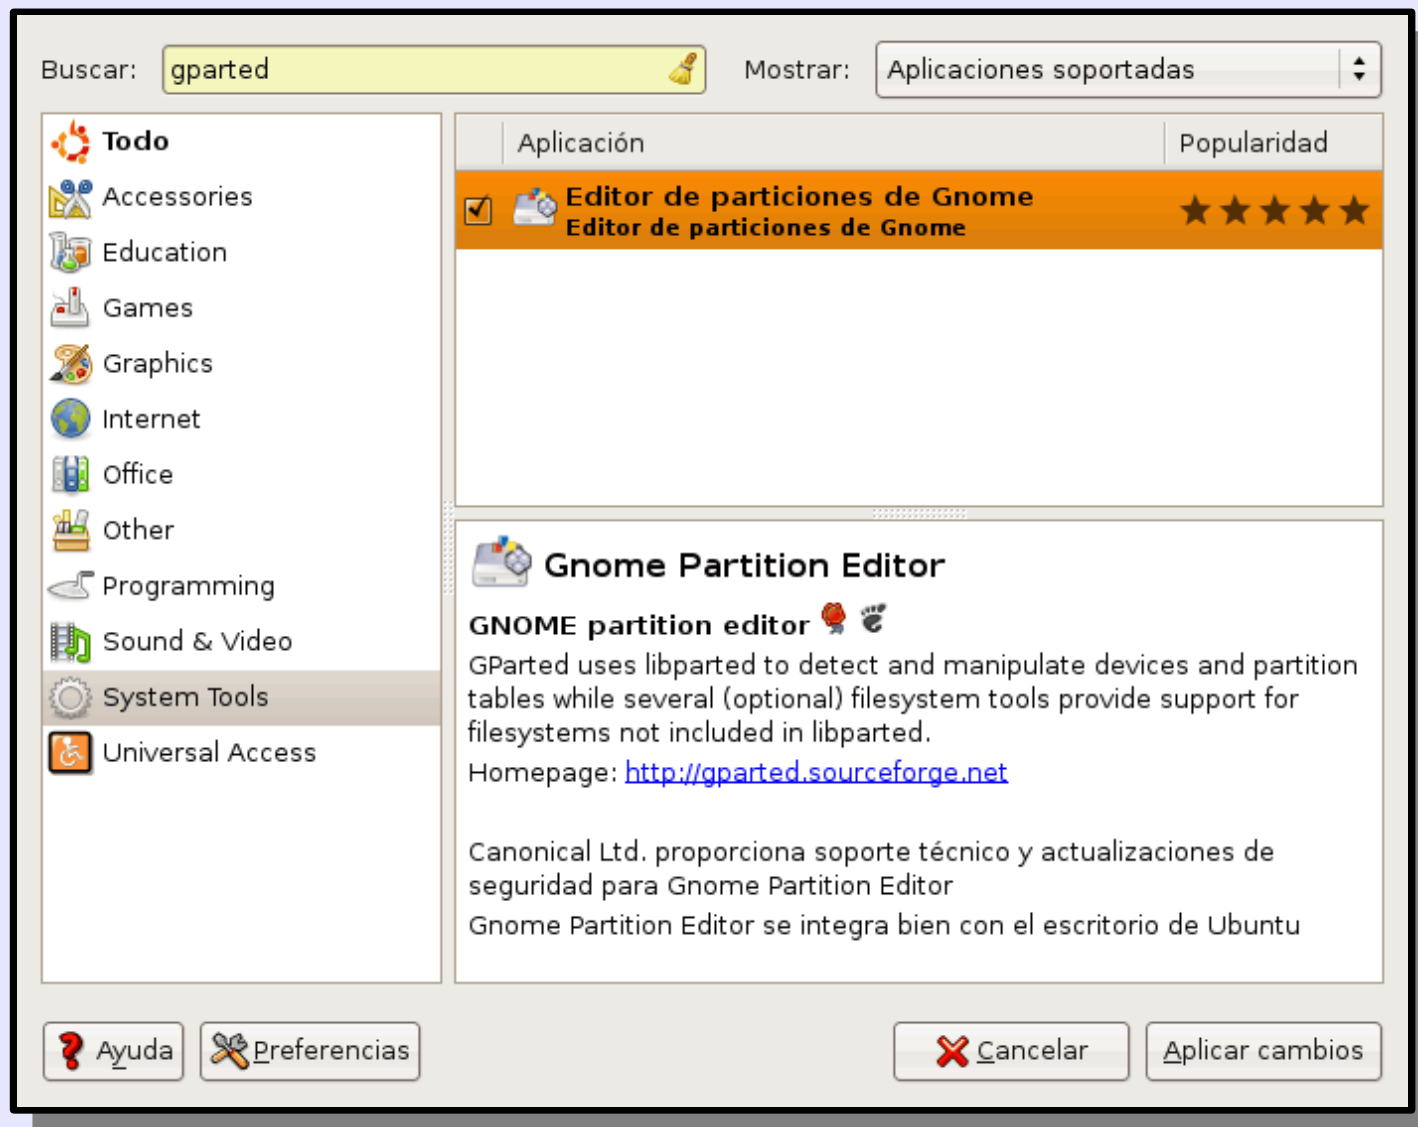 Buscar: gparted Mostrar: Aplicaciones soportadas
Todo
Accessories
Education
Games
Graphics
Internet
Office
Other
Programming
Sound & Video
System Tools
Universal Access
Aplicación Popularidad
Editor de particiones de Gnome
Editor de particiones de Gnome
Gnome Partition Editor
GNOME partition editor
GParted uses libparted to detect and manipulate devices and partition
tables while several (optional) filesystem tools provide support for
filesystems not included in libparted.
Homepage: http://gparted.sourceforge.net
Canonical Ltd. proporciona soporte técnico y actualizaciones de
seguridad para Gnome Partition Editor
Gnome Partition Editor se integra bien con el escritorio de Ubuntu
Ayuda Preferencias Cancelar Aplicar cambios